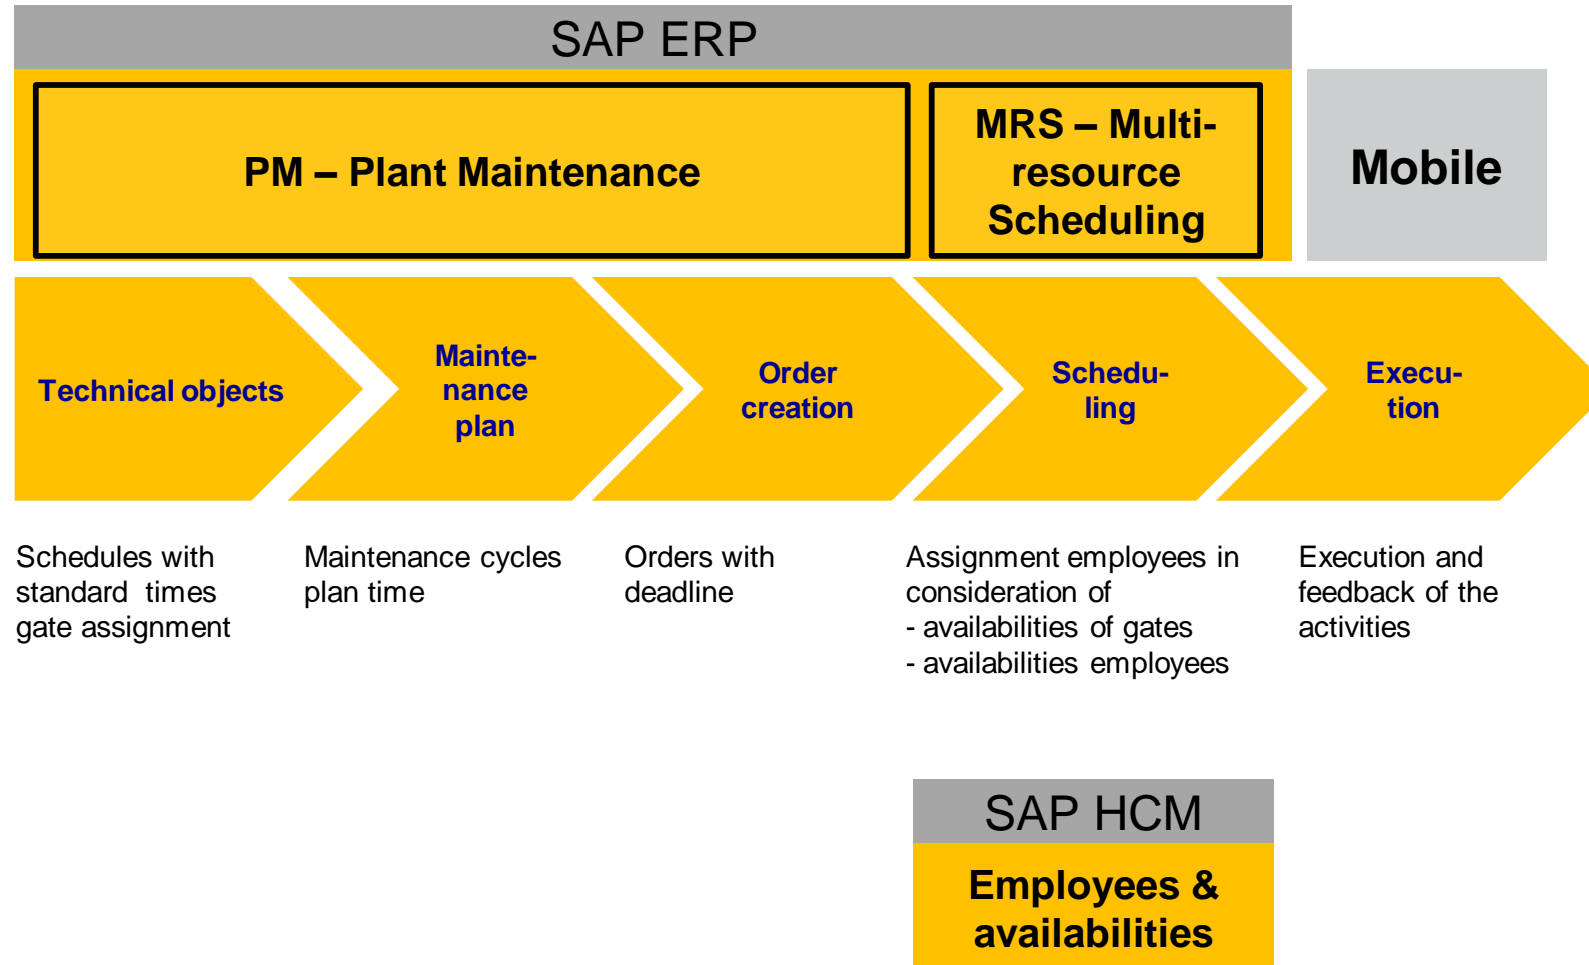 SAP ERP
PM – Plant Maintenance
MRS – Multi-
resource
Scheduling
Mobile
Technical objects
Mainte-
nance
plan
Order
creation
Schedu-
ling
Execu-
tion
Schedules with
standard times
gate assignment
Maintenance cycles
plan time
Orders with
deadline
Assignment employees in
consideration of
- availabilities of gates
- availabilities employees
Execution and
feedback of the
activities
SAP HCM
Employees &
availabilities